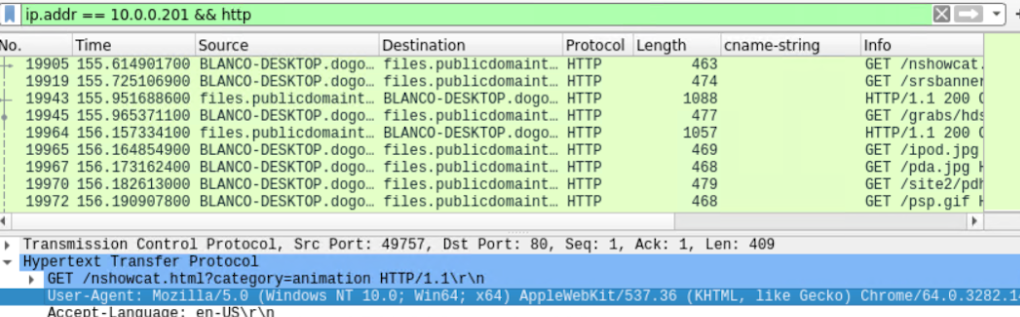 ip.addr == 10.0.0.201 && http
No. Time Source Destination Protocol Length cname-string Info
19905 155.614901700 BLANCO-DESKTOP.dogo… files.publicdomaint… HTTP 463 GET /nshowcat.
19919 155.725106900 BLANCO-DESKTOP.dogo… files.publicdomaint… HTTP 474 GET /srsbanner
19943 155.951688600 files.publicdomaint… BLANCO-DESKTOP.dogo… HTTP 1088 HTTP/1.1 200 O
19945 155.965371100 BLANCO-DESKTOP.dogo… files.publicdomaint… HTTP 477 GET /grabs/hds
19964 156.157334100 files.publicdomaint… BLANCO-DESKTOP.dogo… HTTP 1057 HTTP/1.1 200 O
19965 156.164854900 BLANCO-DESKTOP.dogo… files.publicdomaint… HTTP 469 GET /ipod.jpg
19967 156.173162400 BLANCO-DESKTOP.dogo… files.publicdomaint… HTTP 468 GET /pda.jpg H
19970 156.182613000 BLANCO-DESKTOP.dogo… files.publicdomaint… HTTP 479 GET /site2/pdh
19972 156.190907800 BLANCO-DESKTOP.dogo… files.publicdomaint… HTTP 468 GET /psp.gif H
Transmission Control Protocol, Src Port: 49757, Dst Port: 80, Seq: 1, Ack: 1, Len: 409
Hypertext Transfer Protocol
GET /nshowcat.html?category=animation HTTP/1.1\r\n
User-Agent: Mozilla/5.0 (Windows NT 10.0; Win64; x64) AppleWebKit/537.36 (KHTML, like Gecko) Chrome/64.0.3282.1
Accept-Language: en-US\r\n